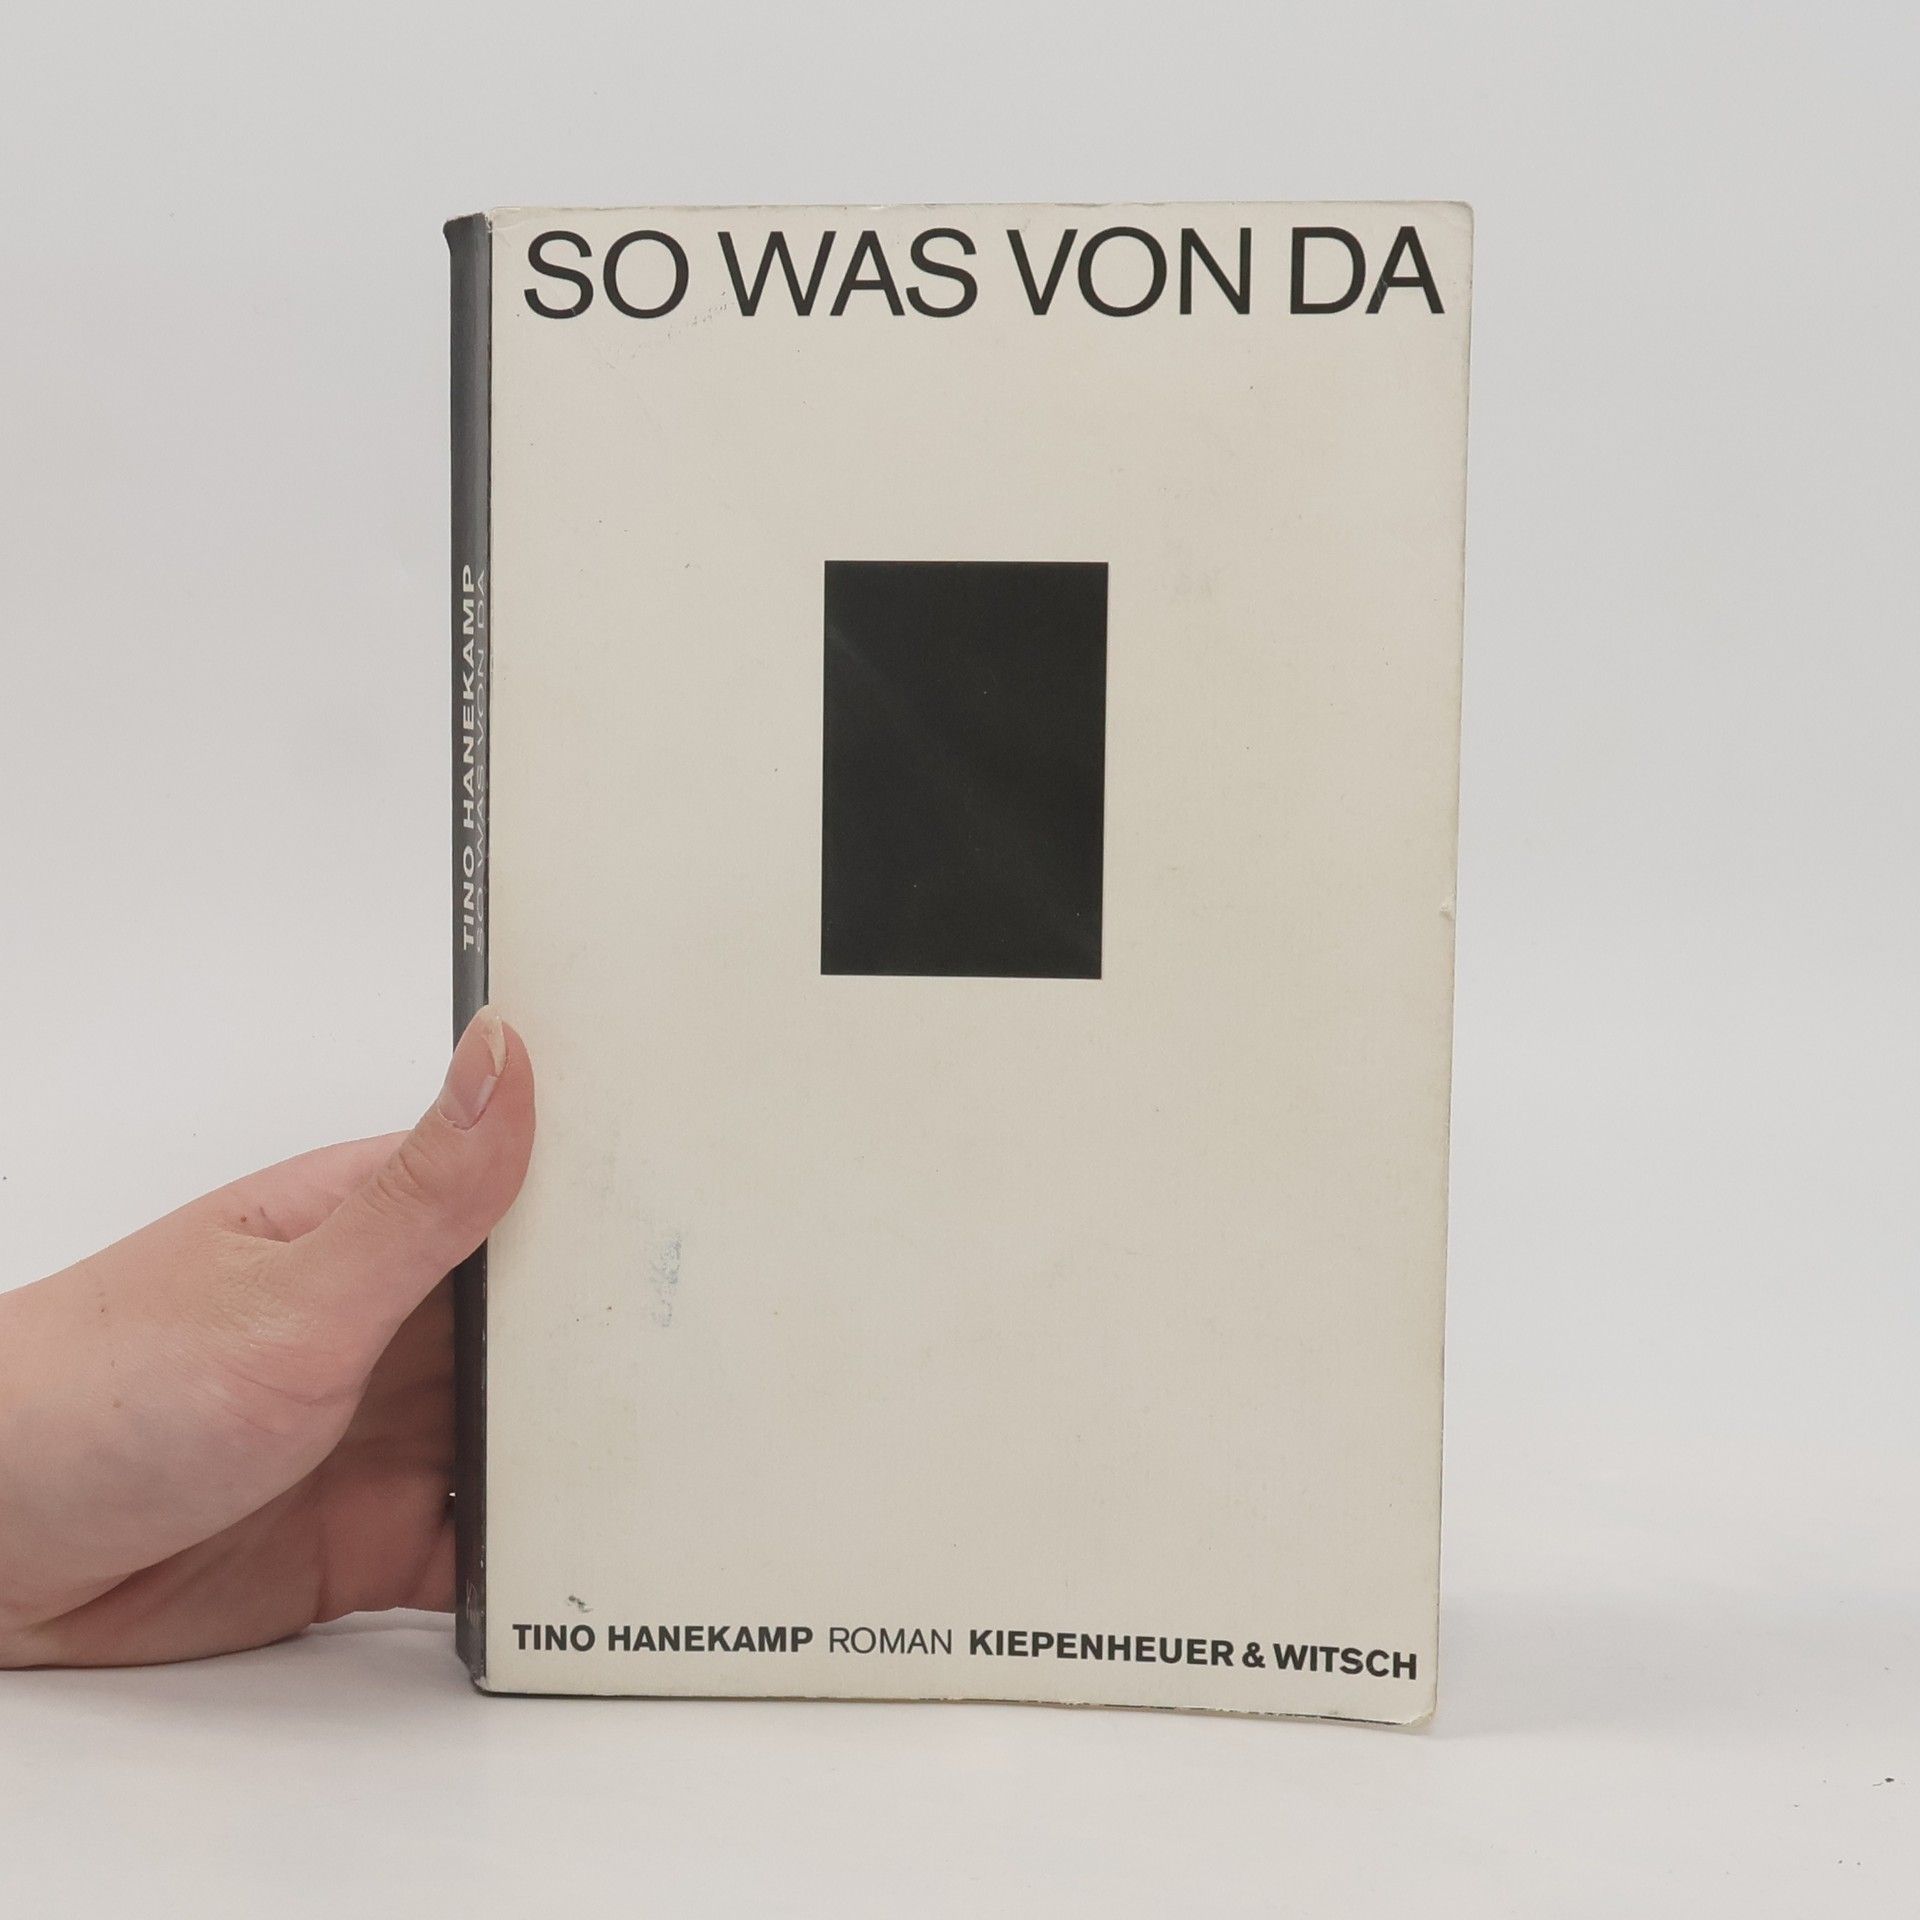 SO WAS VON DA
TINO HANEKAMP
SO WAS VON DA
TINO HANEKAMP ROMAN KIEPENHEUER & WITSCH